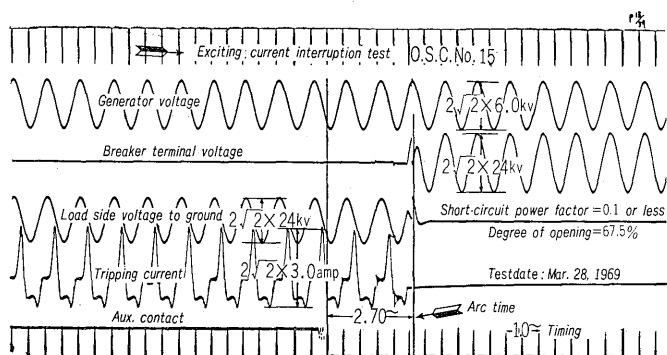 P 18/29
Exciting current interruption test O.S.C. No. 15
Generator voltage
2√2×6.0kv
Breaker terminal voltage
2√2×24kv
Load side voltage to ground
2√2×24kv
Short-circuit power factor=0.1 or less
Degree of opening=67.5%
Tripping current
2√2×3.0amp
Testdate: Mar. 28, 1969
Aux. contact
2.70~
Arc time
1.0~ Timing